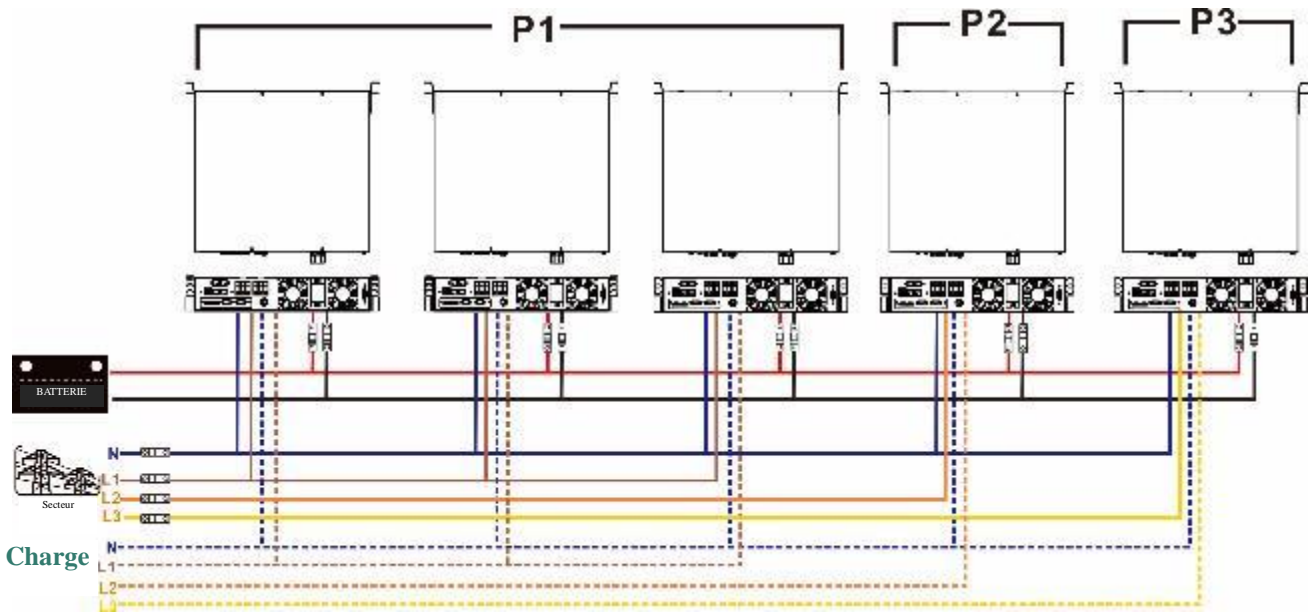 P1
P2
P3
BATTERIE
N
L1
L2
L3
Secteur
Charge
N
L1
L2
L3